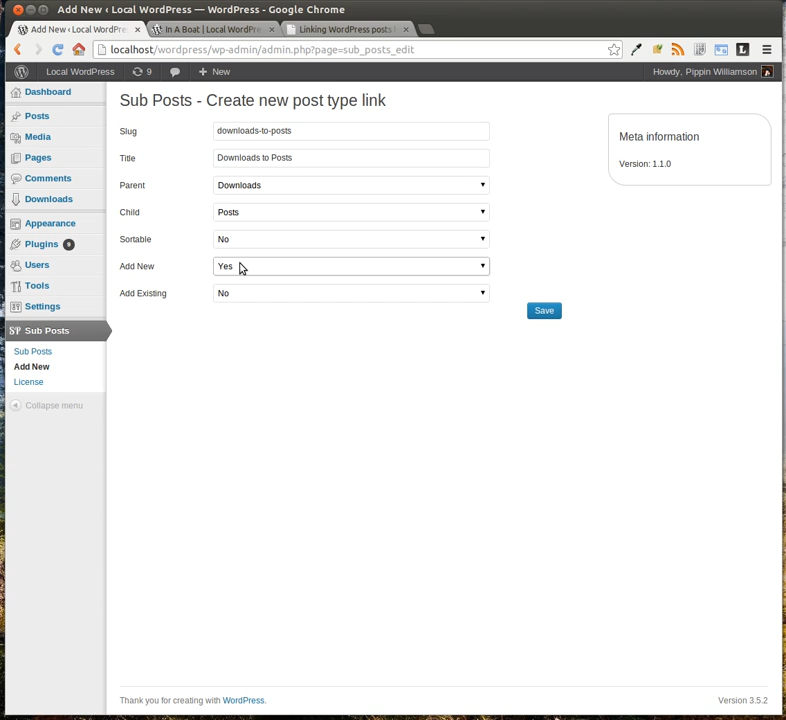 Add New ‹ Local WordPress — WordPress - Google Chrome
Add New ‹ Local WordPre
In A Boat | Local WordPre
Linking WordPress posts
localhost/wordpress/wp-admin/admin.php?page=sub_posts_edit
Local WordPress
9
New
Howdy, Pippin Williamson
Dashboard
Posts
Media
Pages
Comments
Downloads
Appearance
Plugins 9
Users
Tools
Settings
Sub Posts
Sub Posts
Add New
License
Collapse menu
Sub Posts - Create new post type link
Slug downloads-to-posts
Title Downloads to Posts
Parent Downloads
Child Posts
Sortable No
Add New Yes
Add Existing No
Save
Meta information
Version: 1.1.0
Thank you for creating with WordPress.
Version 3.5.2